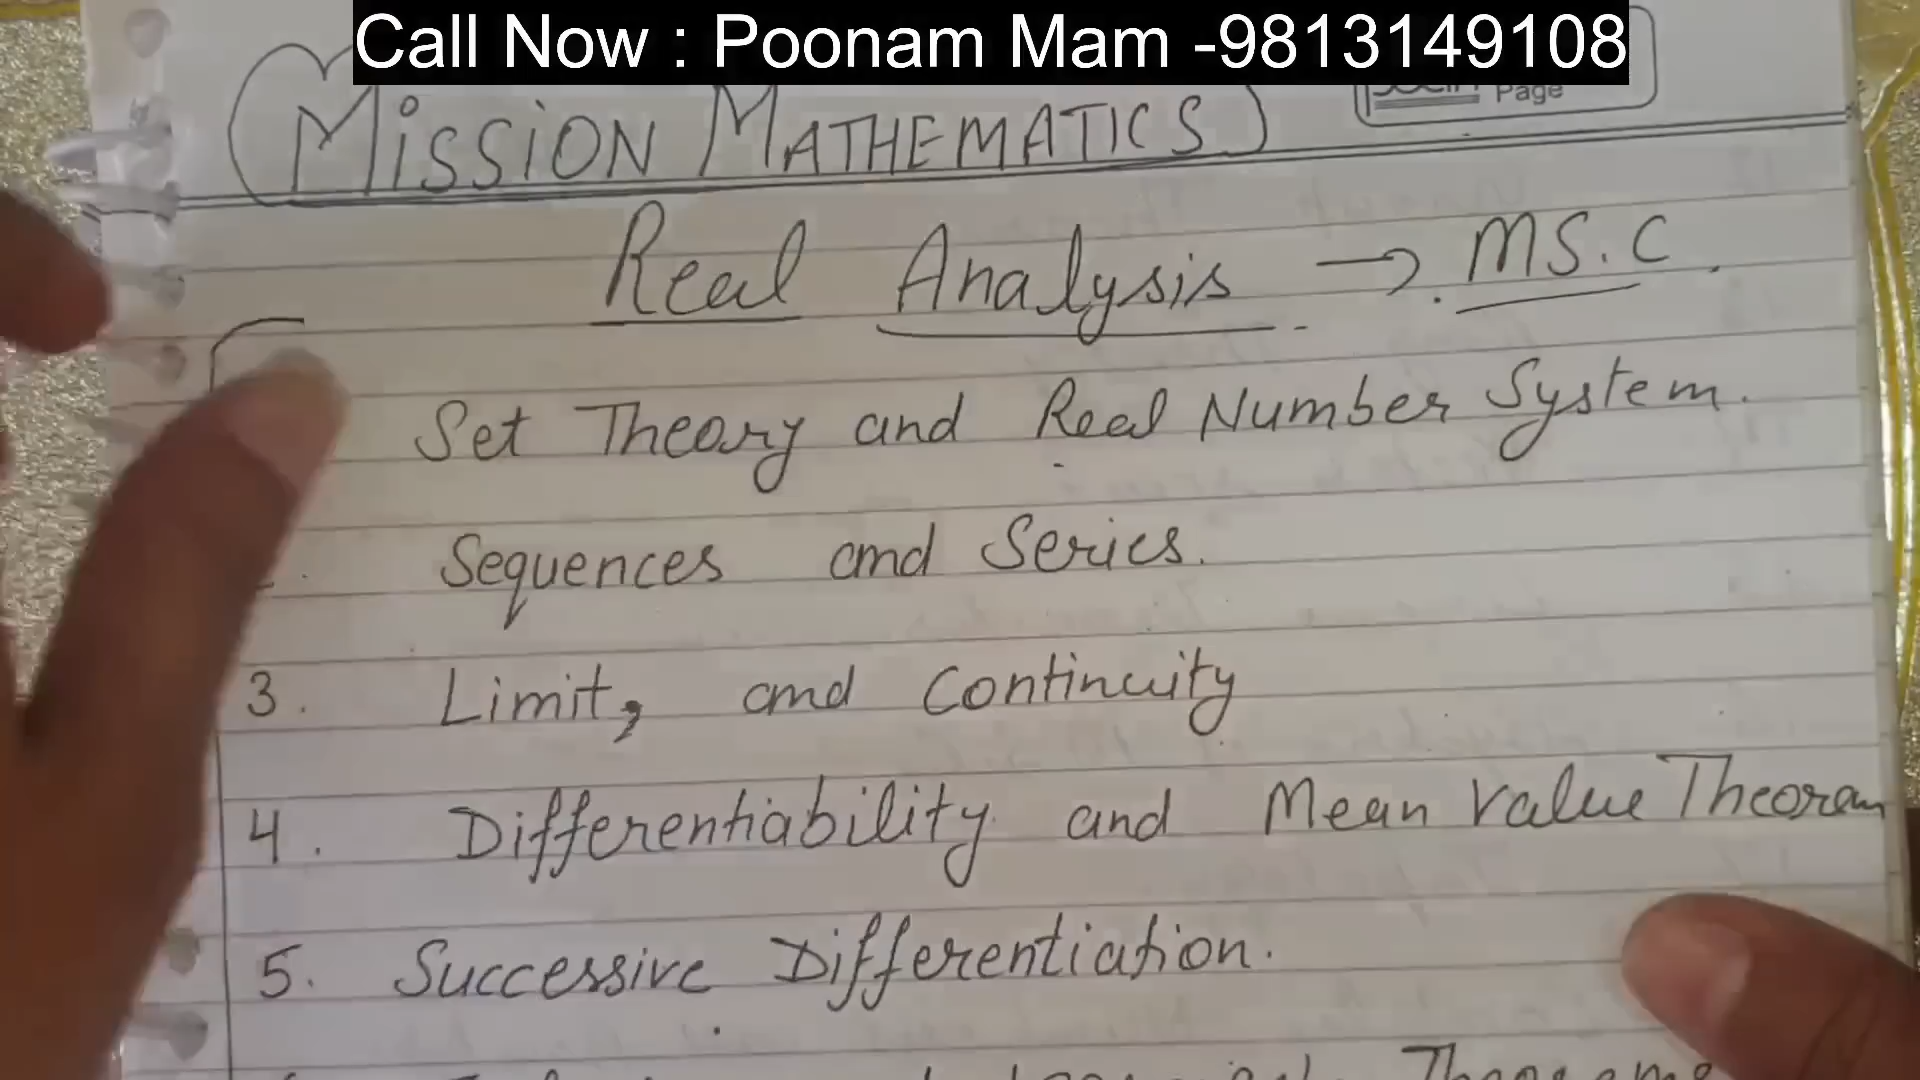 Call Now : Poonam Mam -9813149108
Page
MISSION MATHEMATICS
Real Analysis → MS.C.
Set Theory and Real Number System.
Sequences and Series.
3. Limit, and Continuity
4. Differentiability and Mean Value Theoram
5. Successive Differentiation.